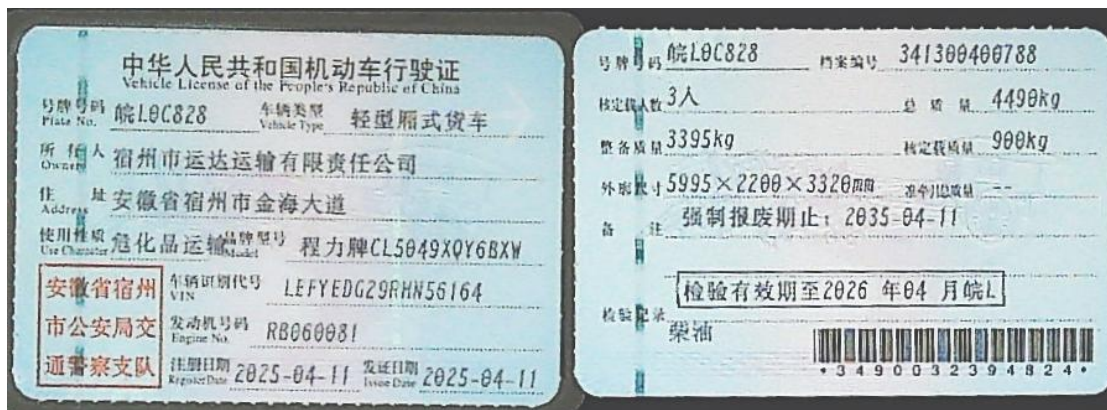 中华人民共和国机动车行驶证
Vehicle License of the People's Republic of China
号牌号码 皖L0C828 车辆类型 轻型厢式货车
Plate No. Vehicle Type
所有人 宿州市运达运输有限责任公司
Owner
住址 安徽省宿州市金海大道
Address
使用性质 危化品运输 品牌型号 程力牌CL5049XQY6BXW
Use Character Model
安徽省宿州
市公安局交
通警察支队
车辆识别代号 LEFYEDG29RHN56164
VIN
发动机号码 RB060081
Engine No.
注册日期 2025-04-11 发证日期 2025-04-11
Register Date Issue Date
号牌号码 皖L0C828 档案编号 341300400788
核定载人数 3人 总质量 4490kg
整备质量 3395kg 核定载质量 900kg
外廓尺寸 5995×2200×3320mm 准牵引总质量 --
备注 强制报废期止：2035-04-11
检验有效期至2026 年04 月皖L
检验记录
柴油
*3490032394824*